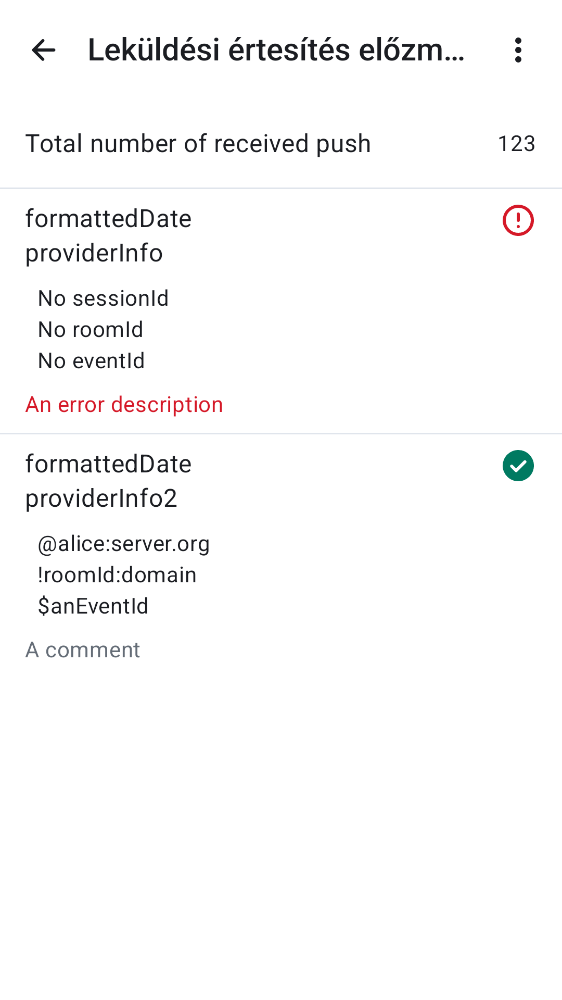 Leküldési értesítés előzm...
Total number of received push 123
formattedDate
providerInfo
No sessionId
No roomId
No eventId
An error description
formattedDate
providerInfo2
@alice:server.org
!roomId:domain
$anEventId
A comment